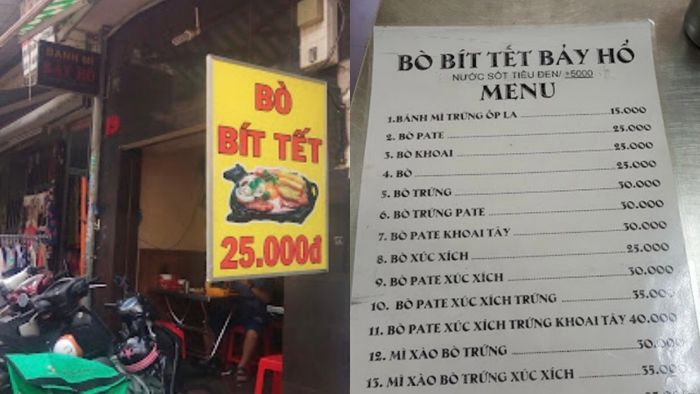 BÁNH MÌ
BẢY HỔ
BÒ
BÍT TẾT
25.000đ
BÒ BÍT TẾT BẢY HỔ
NƯỚC SỐT TIÊU ĐEN/ +5000
MENU
1.BÁNH MÌ TRỨNG ỐP LA 15.000
2. BÒ PATE 25.000
3. BÒ KHOAI 25.000
4. BÒ 25.000
5. BÒ TRỨNG 30.000
6. BÒ TRỨNG PATE 30.000
7. BÒ PATE KHOAI TÂY 30.000
8. BÒ XÚC XÍCH 25.000
9. BÒ PATE XÚC XÍCH 30.000
10. BÒ PATE XÚC XÍCH TRỨNG 35.000
11. BÒ PATE XÚC XÍCH TRỨNG KHOAI TÂY 40.000
12. MÌ XÀO BÒ TRỨNG 30.000
13. MÌ XÀO BÒ TRỨNG XÚC XÍCH 35.000